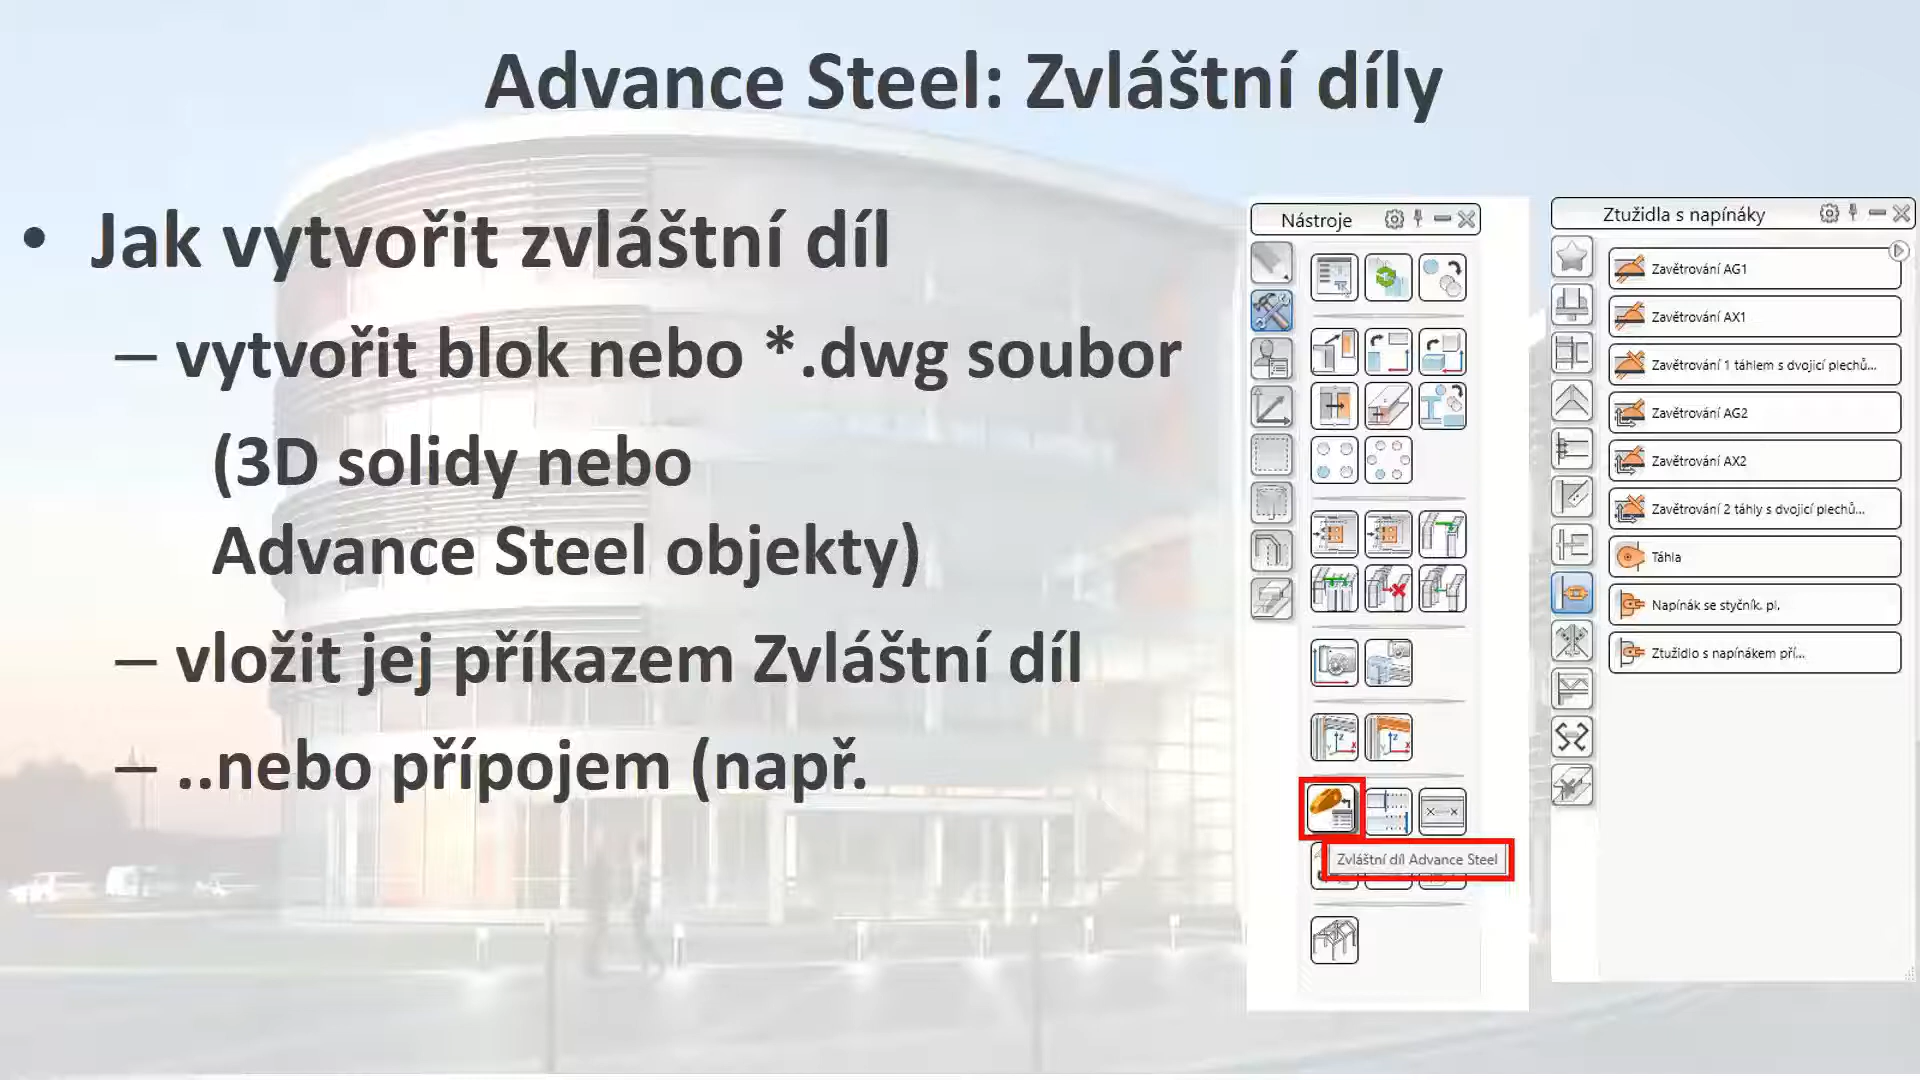 Advance Steel: Zvláštní díly
• Jak vytvořit zvláštní díl
– vytvořit blok nebo *.dwg soubor
(3D solidy nebo
Advance Steel objekty)
– vložit jej příkazem Zvláštní díl
– ..nebo přípojem (např.
Nástroje
Zvláštní díl Advance Steel
Ztužidla s napínáky
Zavětrování AG1
Zavětrování AX1
Zavětrování 1 táhlem s dvojicí plechů...
Zavětrování AG2
Zavětrování AX2
Zavětrování 2 táhly s dvojicí plechů...
Táhla
Napínák se styčník. pl.
Ztužidlo s napínákem pří...